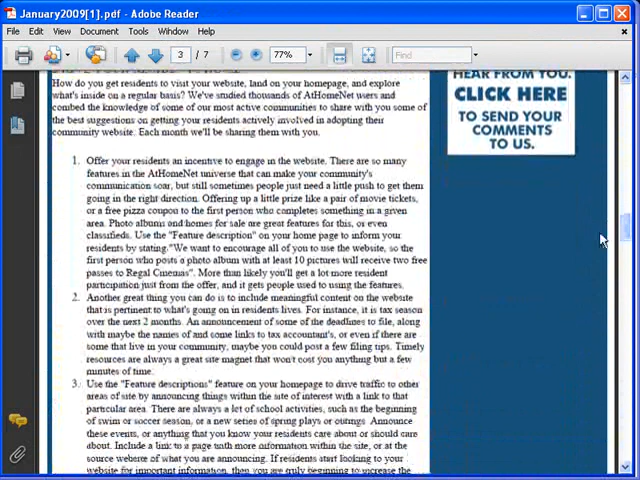 January2009[1].pdf - Adobe Reader
File Edit View Document Tools Window Help
3 / 7 77% Find
How do you get residents to visit your website, land on your homepage, and explore
what's inside on a regular basis? We've studied thousands of AtHomeNet users and
combed the knowledge of some of our most active communities to share with you some of
the best suggestions on getting your residents actively involved in adopting their
community website. Each month we'll be sharing them with you.
1. Offer your residents an incentive to engage in the website. There are so many
features in the AtHomeNet universe that can make your community's
communication soar, but still sometimes people just need a little push to get them
going in the right direction. Offering up a little prize like a pair of movie tickets,
or a free pizza coupon to the first person who completes something in a given
area. Photo albums and homes for sale are great features for this, or even
classifieds. Use the "Feature description" on your home page to inform your
residents by stating."We want to encourage all of you to use the website, so the
first person who posts a photo album with at least 10 pictures will receive two free
passes to Regal Cinemas". More than likely you'll get a lot more resident
participation just from the offer, and it gets people used to using the features.
2. Another great thing you can do is to include meaningful content on the website
that is pertinent to what's going on in residents lives. For instance, it is tax season
over the next 2 months. An announcement of some of the deadlines to file, along
with maybe the names of and some links to tax accountant's, or even if there are
some that live in your community, maybe you could post a few filing tips. Timely
resources are always a great site magnet that won't cost you anything but a few
minutes of time.
3. Use the "Feature descriptions" feature on your homepage to drive traffic to other
areas of site by announcing things within the site of interest with a link to that
particular area. There are always a lot of school activities, such as the beginning
of swim or soccer season, or a new series of spring plays or outings. Announce
these events, or anything that you know your residents care about or should care
about. Include a link to a page with more information within the site, or at the
source website of what you are announcing. If residents start looking to your
website for important information, then you are truly beginning to increase the
HEAR FROM YOU.
CLICK HERE
TO SEND YOUR
COMMENTS
TO US.